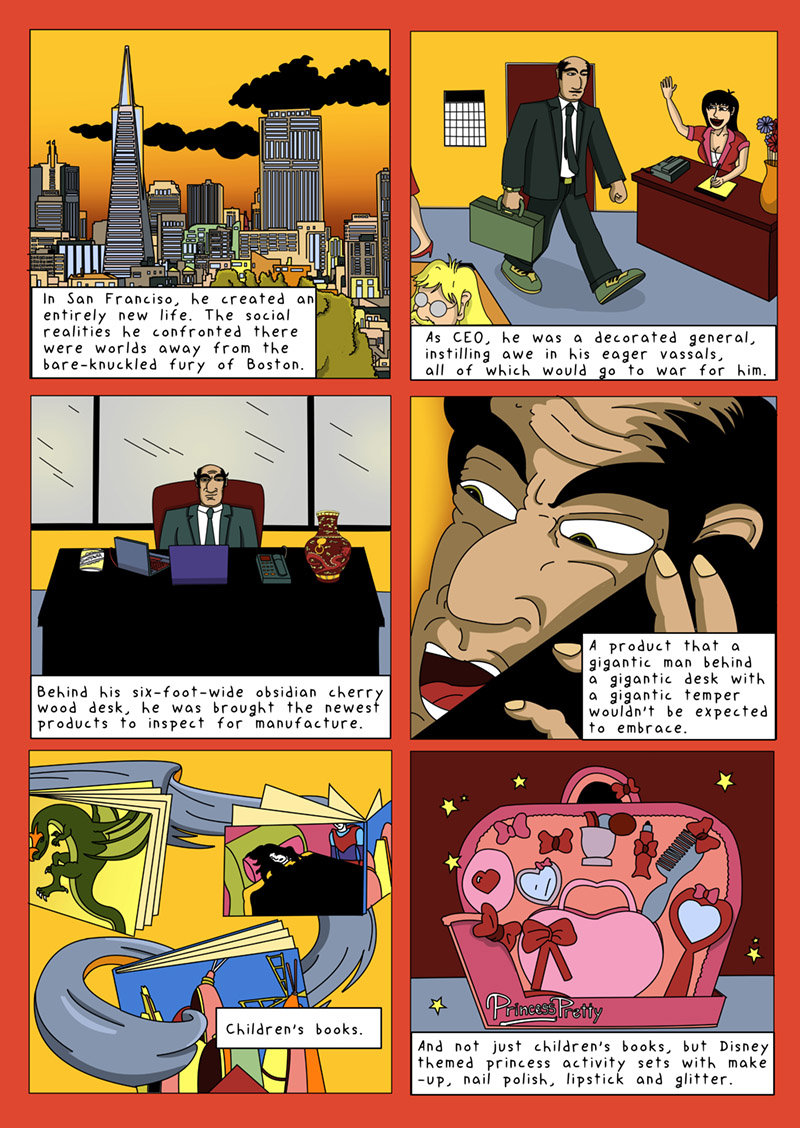 In San Franciso, he created an
entirely new life. The social
realities he confronted there
were worlds away from the
bare-knuckled fury of Boston.
As CEO, he was a decorated general,
instilling awe in his eager vassals,
all of which would go to war for him.
Behind his six-foot-wide obsidian cherry
wood desk, he was brought the newest
products to inspect for manufacture.
A product that a
gigantic man behind
a gigantic desk with
a gigantic temper
wouldn't be expected
to embrace.
Children's books.
PrincessPretty
And not just children's books, but Disney
themed princess activity sets with make
-up, nail polish, lipstick and glitter.